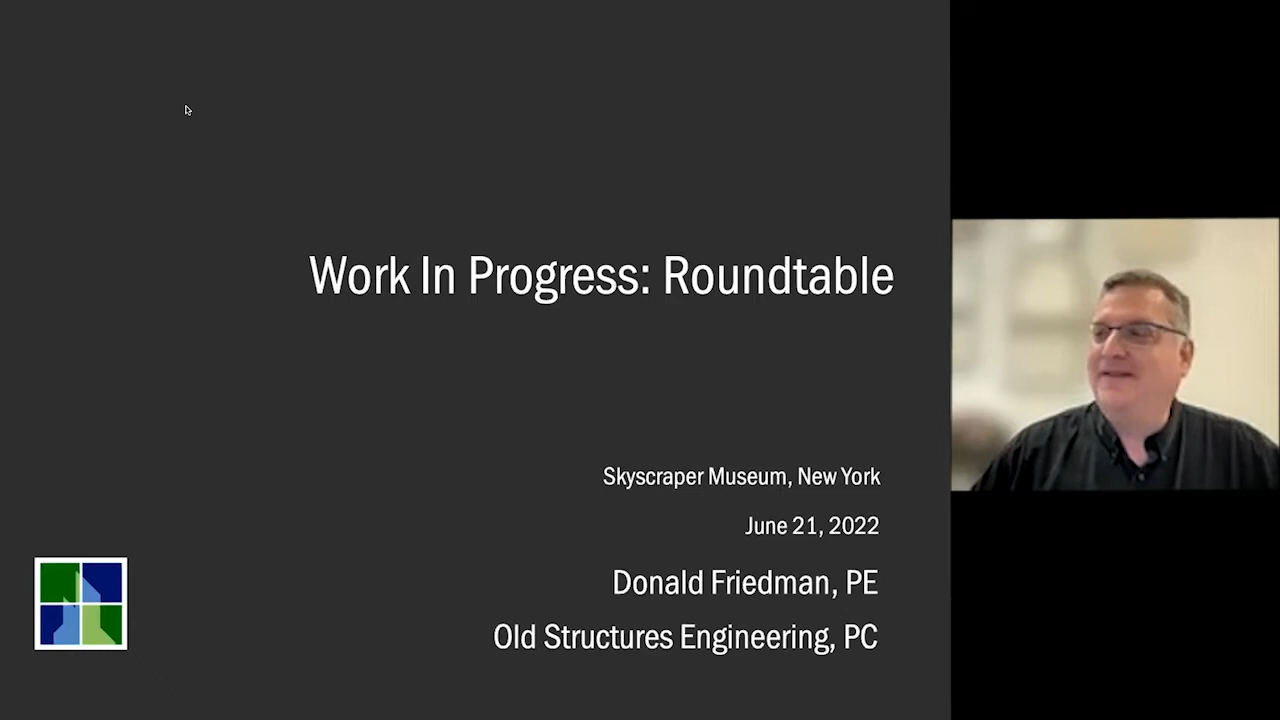 Work In Progress: Roundtable
Skyscraper Museum, New York
June 21, 2022
Donald Friedman, PE
Old Structures Engineering, PC